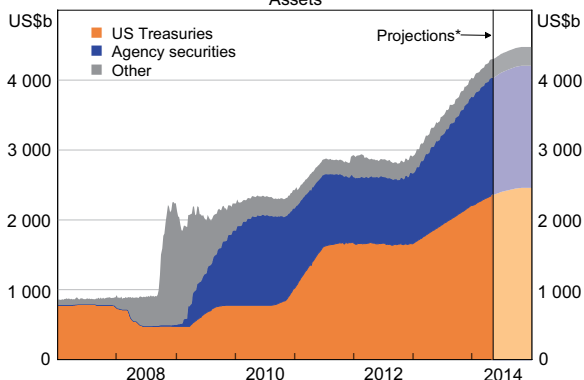 Assets
US$b
US$b
US Treasuries
Agency securities
Other
Projections*
4 000
4 000
3 000
3 000
2 000
2 000
1 000
1 000
0
0
2008
2010
2012
2014